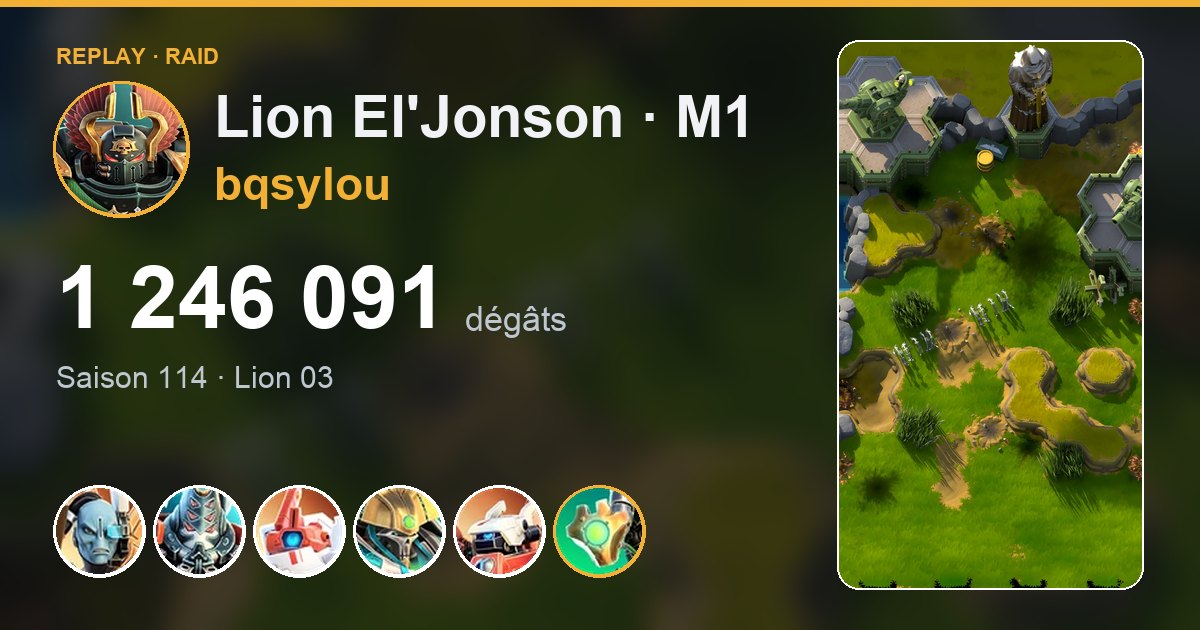 REPLAY · RAID
Lion El'Jonson · M1
bqsylou
1 246 091 dégâts
Saison 114 · Lion 03